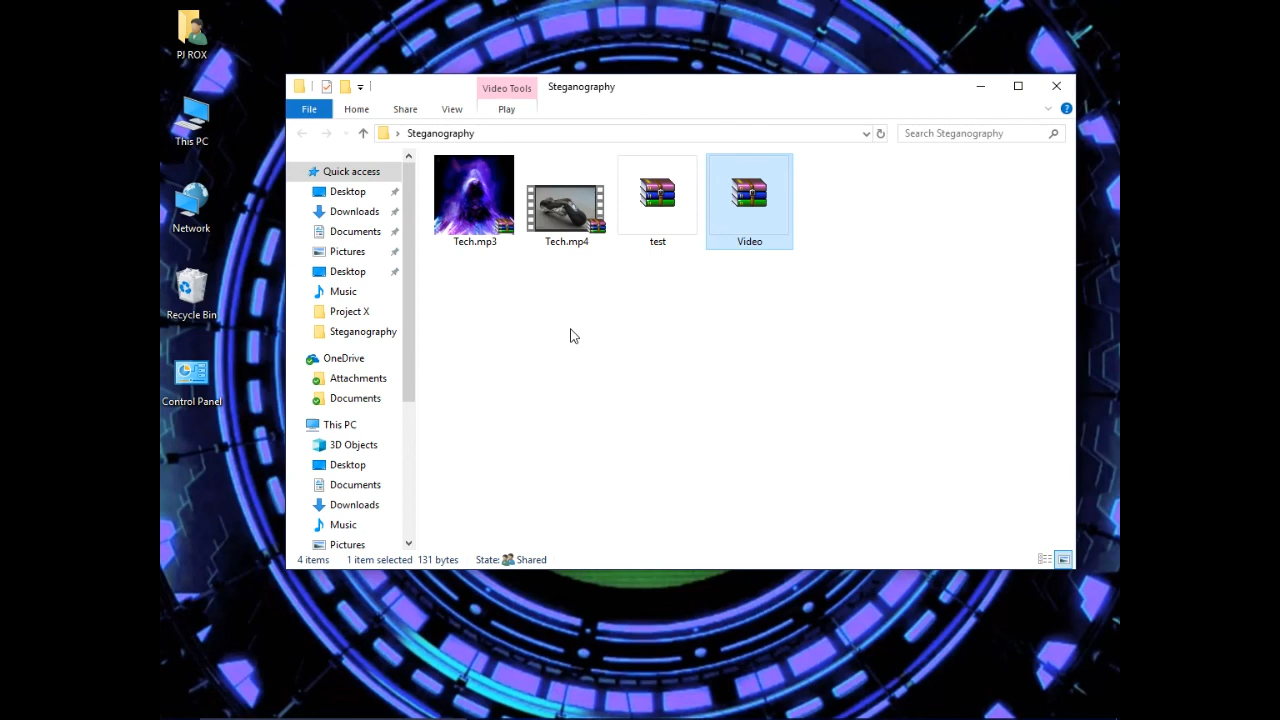 PJ ROX
This PC
Network
Recycle Bin
Control Panel
Video Tools
Steganography
File
Home
Share
View
Play
?
Steganography
Search Steganography
Quick access
Desktop
Downloads
Documents
Pictures
Desktop
Music
Project X
Steganography
OneDrive
Attachments
Documents
This PC
3D Objects
Desktop
Documents
Downloads
Music
Pictures
Tech.mp3
Tech.mp4
test
Video
4 items
1 item selected
131 bytes
State:
Shared